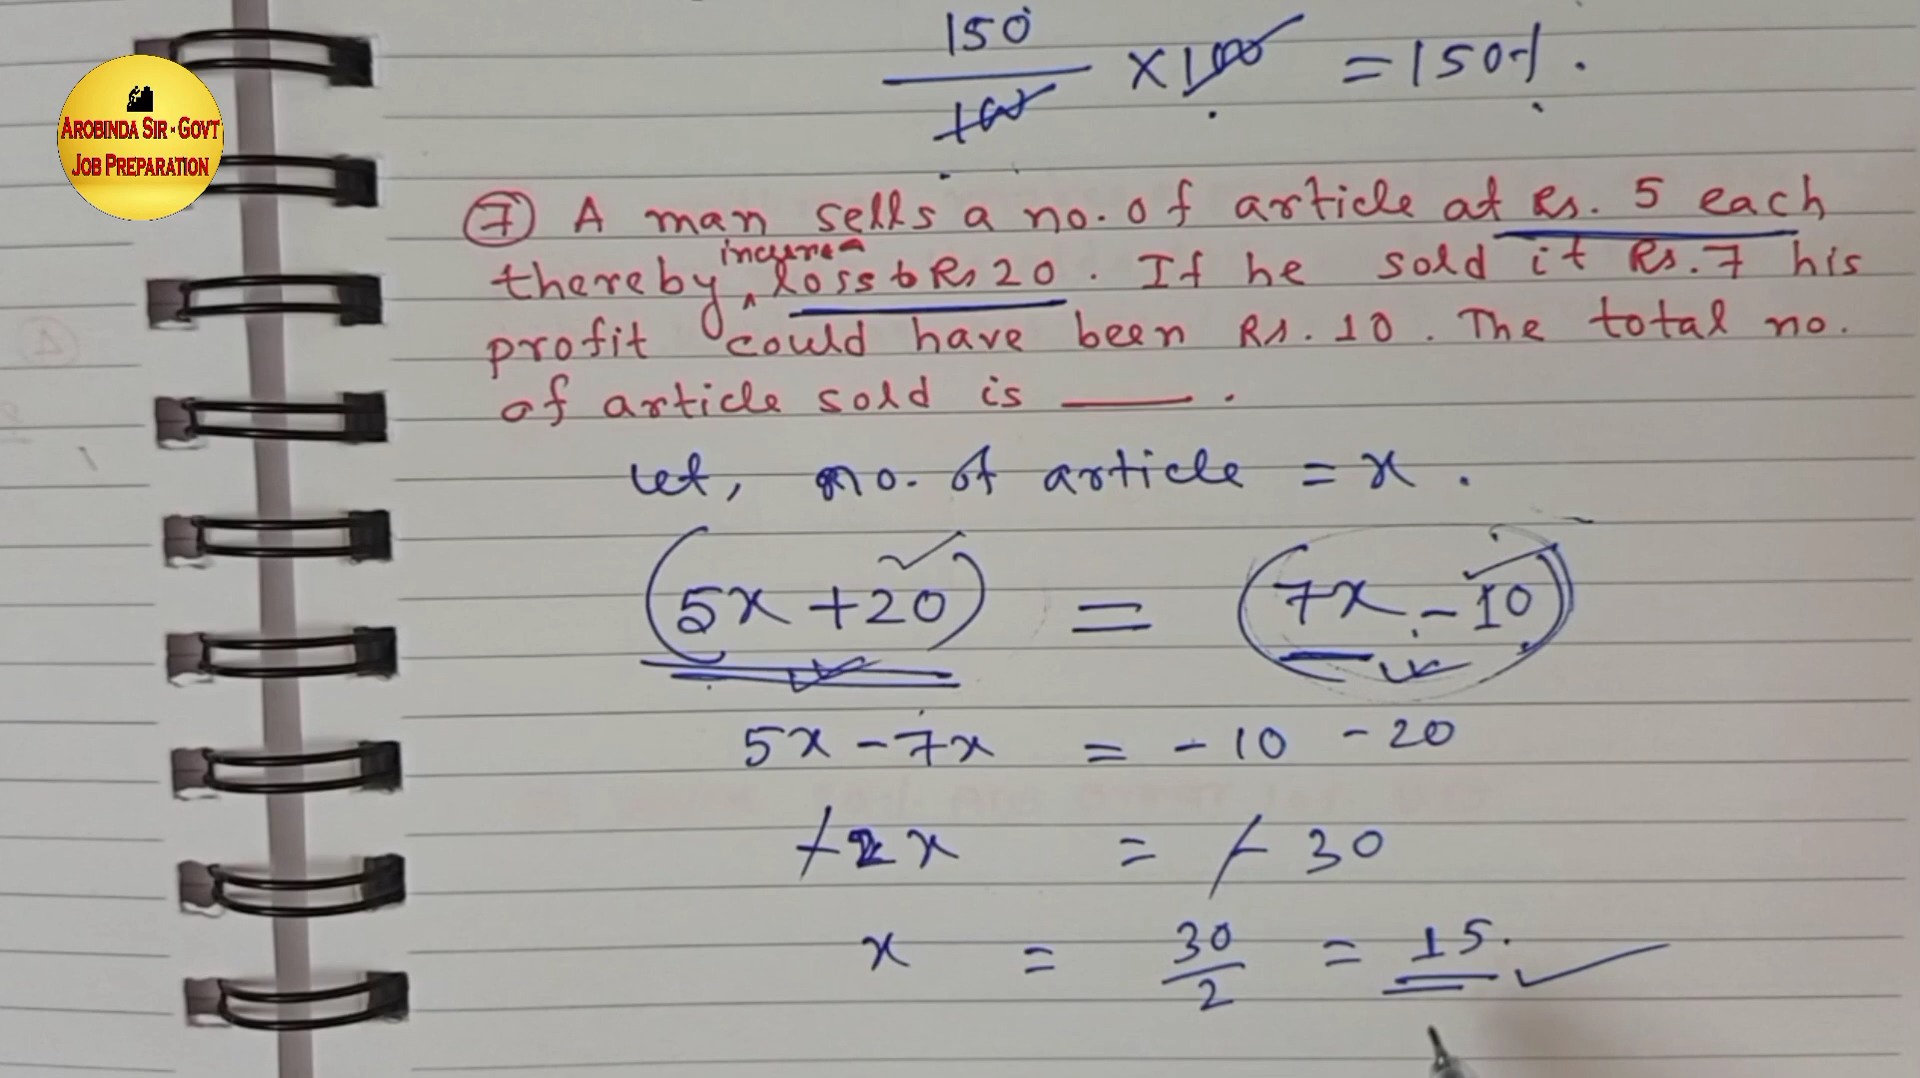 150
100 × 100 = 150%.
AROBINDA SIR - GOVT
JOB PREPARATION
⑦ A man sells a no. of article at Rs. 5 each
incurred
thereby ^ loss of Rs 20. If he sold it Rs. 7 his
profit could have been Rs. 10. The total no.
of article sold is ____.
Let, no. of article = x.
(5x + 20) = (7x - 10)
5x - 7x = - 10 - 20
-2x = - 30
x = 30/2 = 15.